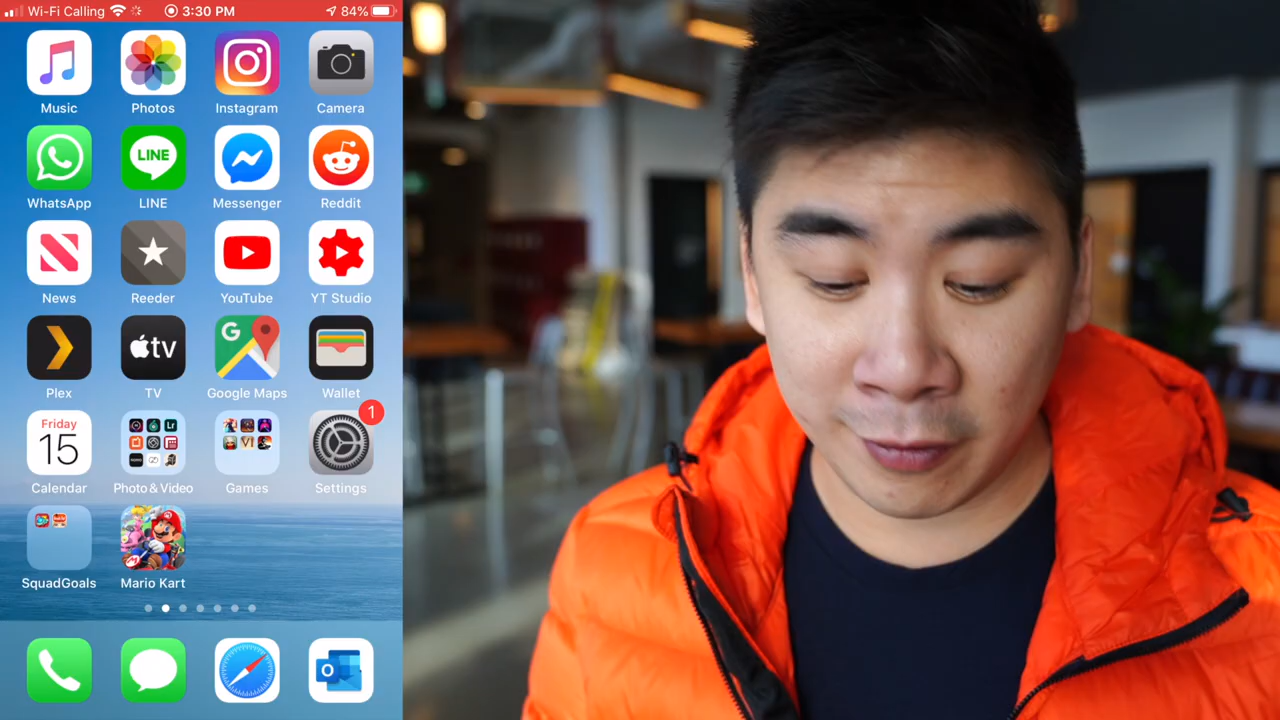 Wi-Fi Calling 3:30 PM 84%
Music Photos Instagram Camera
LINE
WhatsApp LINE Messenger Reddit
News Reeder YouTube YT Studio
tv
G
Plex TV Google Maps Wallet
Friday
15
1
Calendar Photo & Video Games Settings
SquadGoals Mario Kart
O